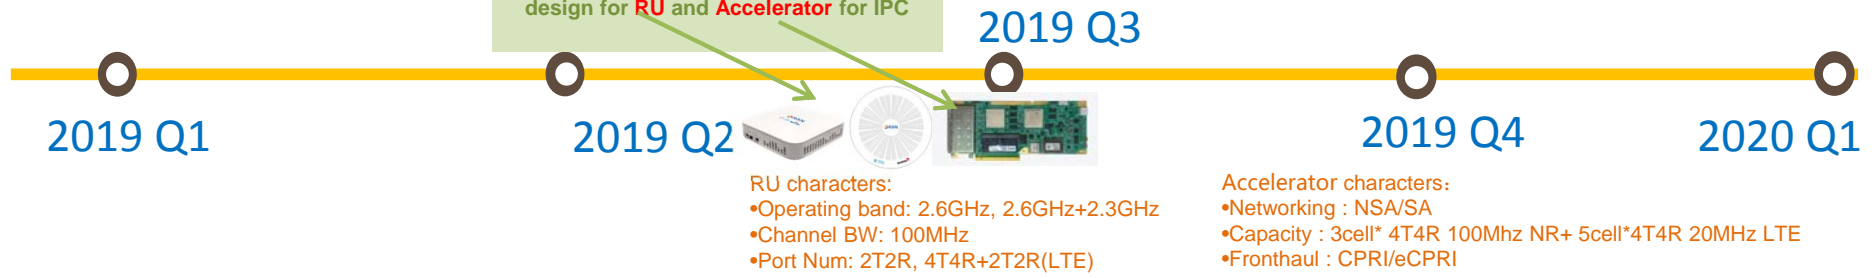 design for RU and Accelerator for IPC
2019 Q3
2019 Q1
2019 Q2
2019 Q4
2020 Q1
RU characters:
•Operating band: 2.6GHz, 2.6GHz+2.3GHz
•Channel BW: 100MHz
•Port Num: 2T2R, 4T4R+2T2R(LTE)
Accelerator characters：
•Networking : NSA/SA
•Capacity : 3cell* 4T4R 100Mhz NR+ 5cell*4T4R 20MHz LTE
•Fronthaul : CPRI/eCPRI